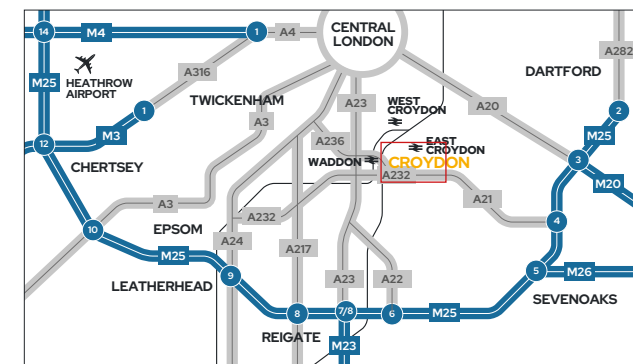 14
M4
1
A4
CENTRAL
LONDON
A282
M25
HEATHROW
AIRPORT
A316
DARTFORD
TWICKENHAM
A23
WEST
CROYDON
A20
1
M3
A3
A236
EAST
CROYDON
2
M25
12
CHERTSEY
WADDON
CROYDON
3
A232
M20
A3
A232
A21
4
10
EPSOM
A24
A217
M25
9
LEATHERHEAD
A23
A22
5
M26
SEVENOAKS
8
7/8
6
M25
REIGATE
M23